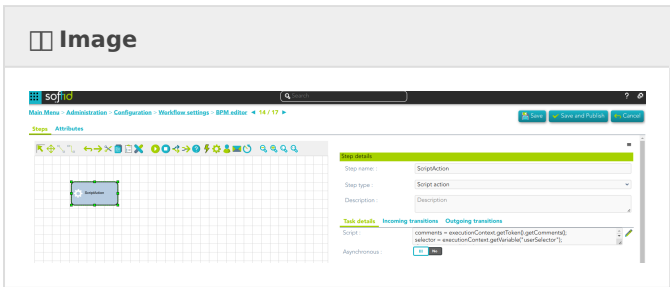 Image
soffid
Search
?
Main Menu > Administration > Configuration > Workflow settings > BPM editor ◄ 14 / 17 ►
Save
Save and Publish
Cancel
Steps Attributes
Step details
Step name : ScriptAction
ScriptAction
Step type : Script action
Description : Description
Task details Incoming transitions Outgoing transitions
Script : comments = executionContext.getToken().getComments();
selector = executionContext.getVariable("userSelector");
Asynchronous No